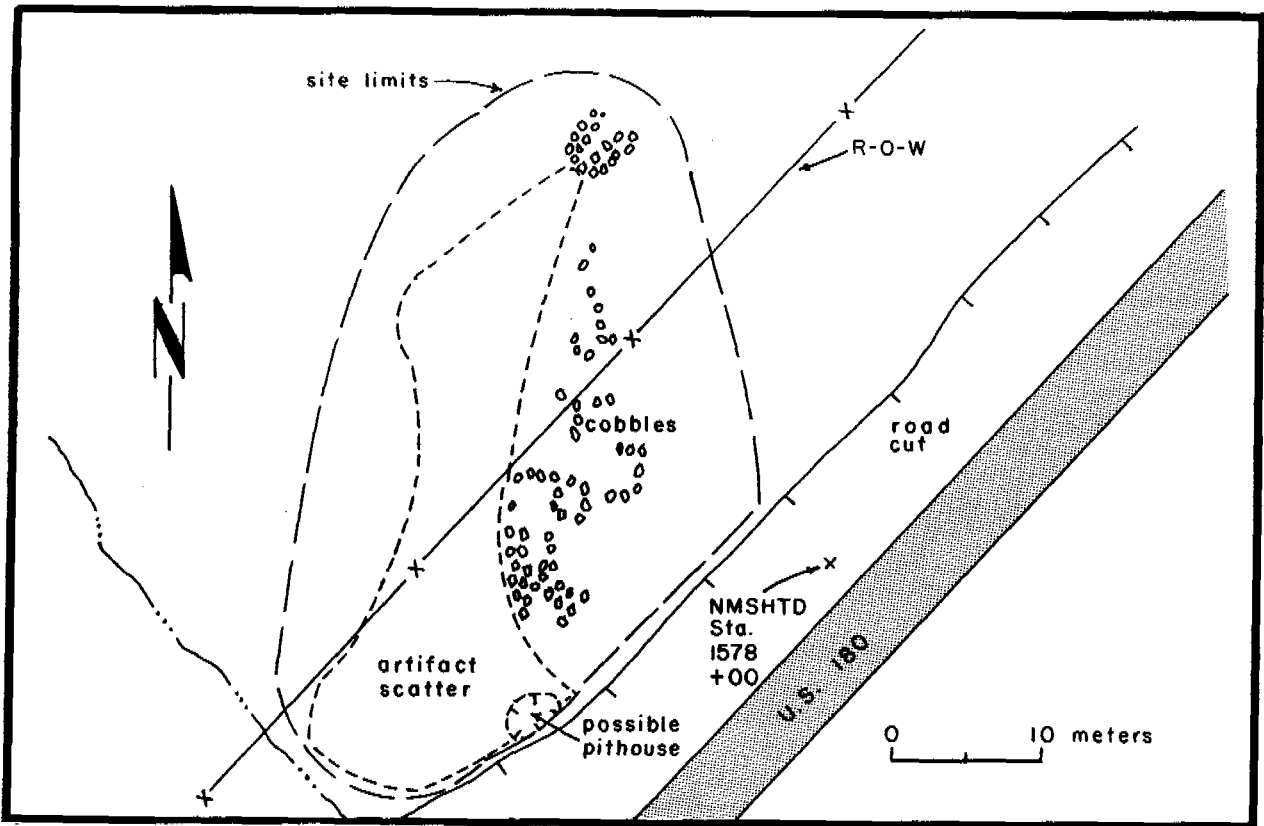 site limits
R-O-W
N
cobbles
road
cut
NMSHTD
Sta.
1578
+00
artifact
scatter
possible
pithouse
U.S. 180
0 10 meters